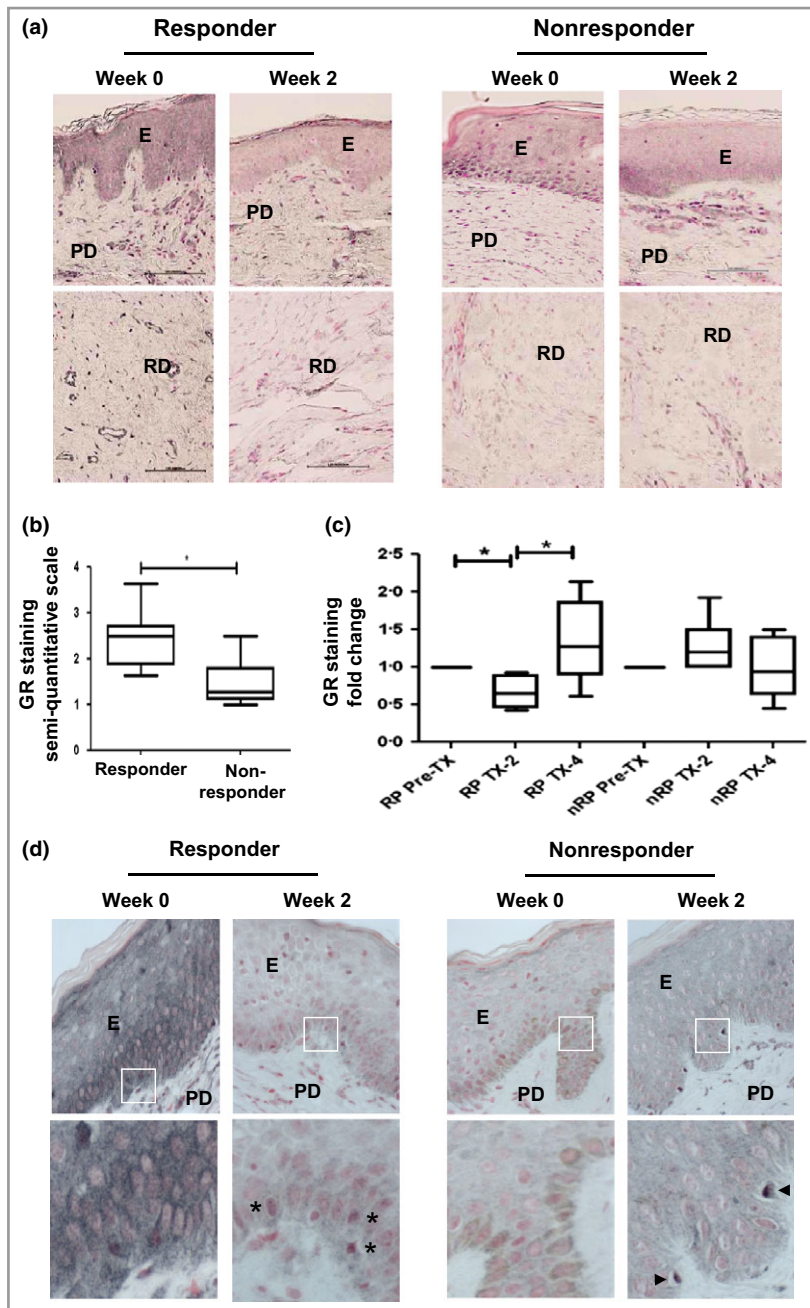 (a)
Responder
Nonresponder
Week 0
Week 2
Week 0
Week 2
E
E
E
E
PD
PD
PD
PD
RD
RD
RD
RD
(b)
GR staining
semi-quantitative scale
4
3
2
1
0
Responder
Non-
responder
(c)
GR staining
fold change
* *
2·5
2·0
1·5
1·0
0·5
0·0
RP Pre-TX
RP TX-2
RP TX-4
nRP Pre-TX
nRP TX-2
nRP TX-4
(d)
Responder
Nonresponder
Week 0
Week 2
Week 0
Week 2
E
E
E
E
PD
PD
PD
PD
* * *